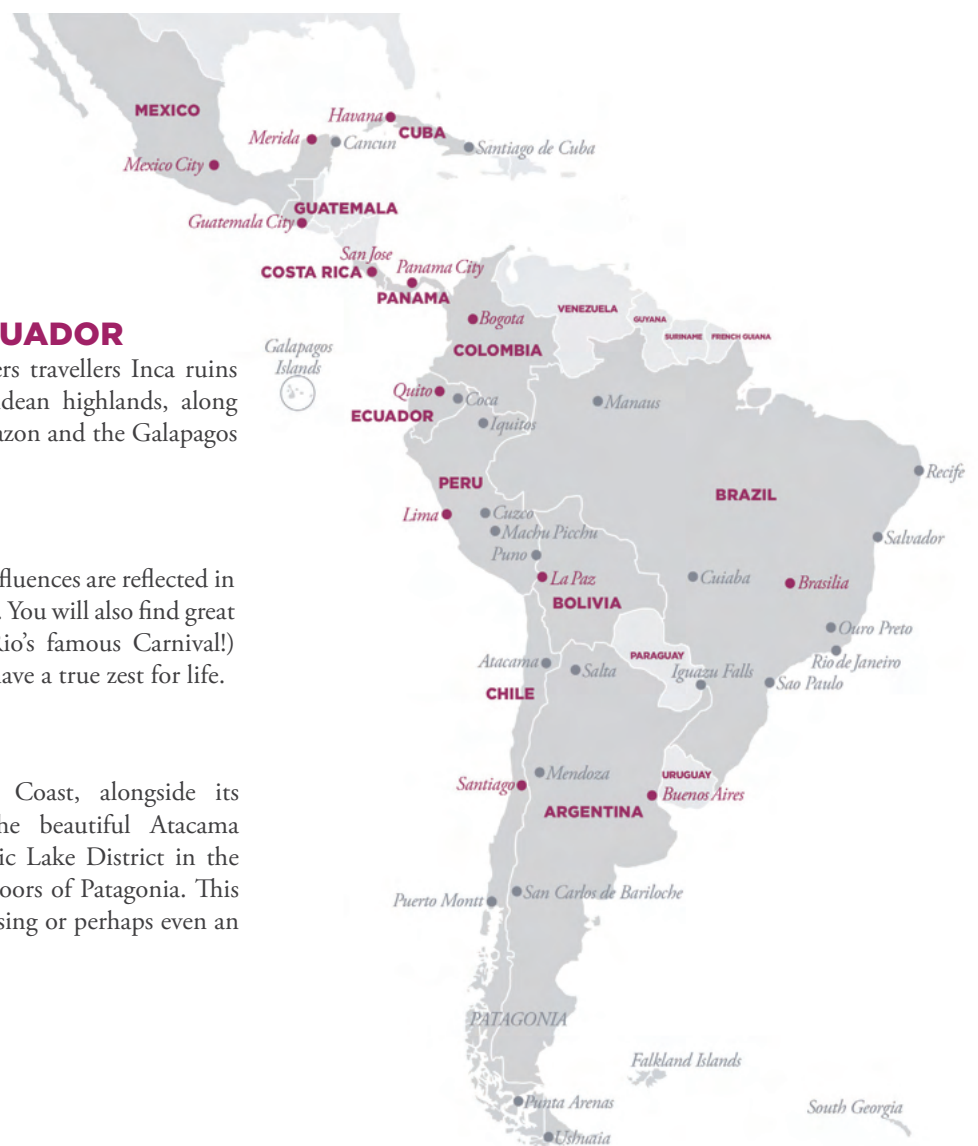 UADOR
ers travellers Inca ruins
dean highlands, along
azon and the Galapagos
fluences are reflected in
. You will also find great
Rio's famous Carnival!)
ave a true zest for life.
Coast, alongside its
he beautiful Atacama
ic Lake District in the
oors of Patagonia. This
sing or perhaps even an
MEXICO
Havana
CUBA
Merida
Cancun
Santiago de Cuba
Mexico City
GUATEMALA
Guatemala City
San Jose
COSTA RICA
Panama City
PANAMA
VENEZUELA
GUYANA
SURINAME
FRENCH GUIANA
Bogota
COLOMBIA
Galapagos
Islands
Quito
Coca
Manaus
ECUADOR
Iquitos
Recife
PERU
BRAZIL
Lima
Cuzco
Machu Picchu
Salvador
Puno
La Paz
Cuiaba
Brasilia
BOLIVIA
Ouro Preto
PARAGUAY
Rio de Janeiro
Atacama
Salta
Iguazu Falls
Sao Paulo
CHILE
Mendoza
URUGUAY
Santiago
Buenos Aires
ARGENTINA
San Carlos de Bariloche
Puerto Montt
PATAGONIA
Falkland Islands
Punta Arenas
South Georgia
Ushuaia